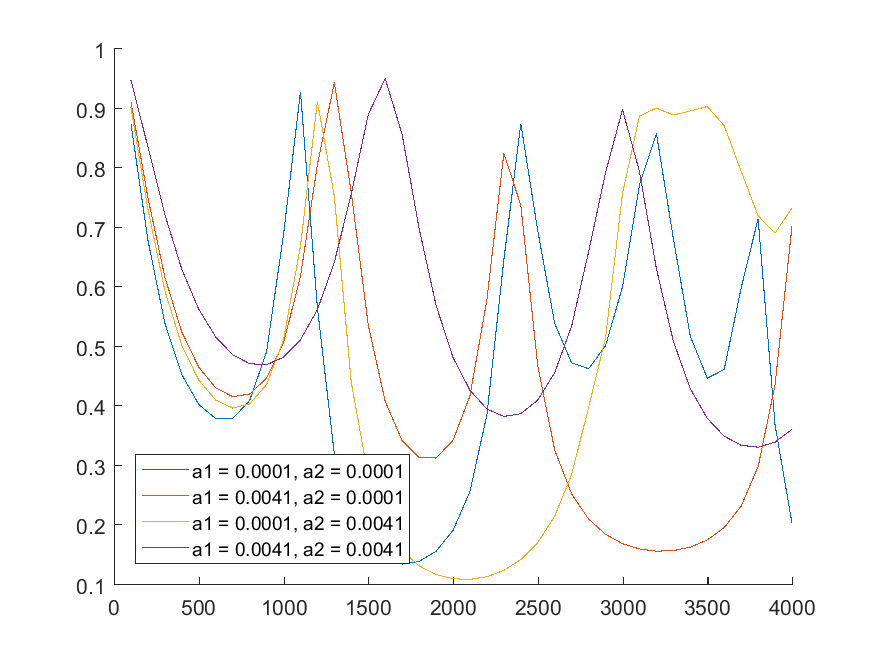 1
0.9
0.8
0.7
0.6
0.5
0.4
0.3
0.2
0.1
a1 = 0.0001, a2 = 0.0001
a1 = 0.0041, a2 = 0.0001
a1 = 0.0001, a2 = 0.0041
a1 = 0.0041, a2 = 0.0041
0 500 1000 1500 2000 2500 3000 3500 4000